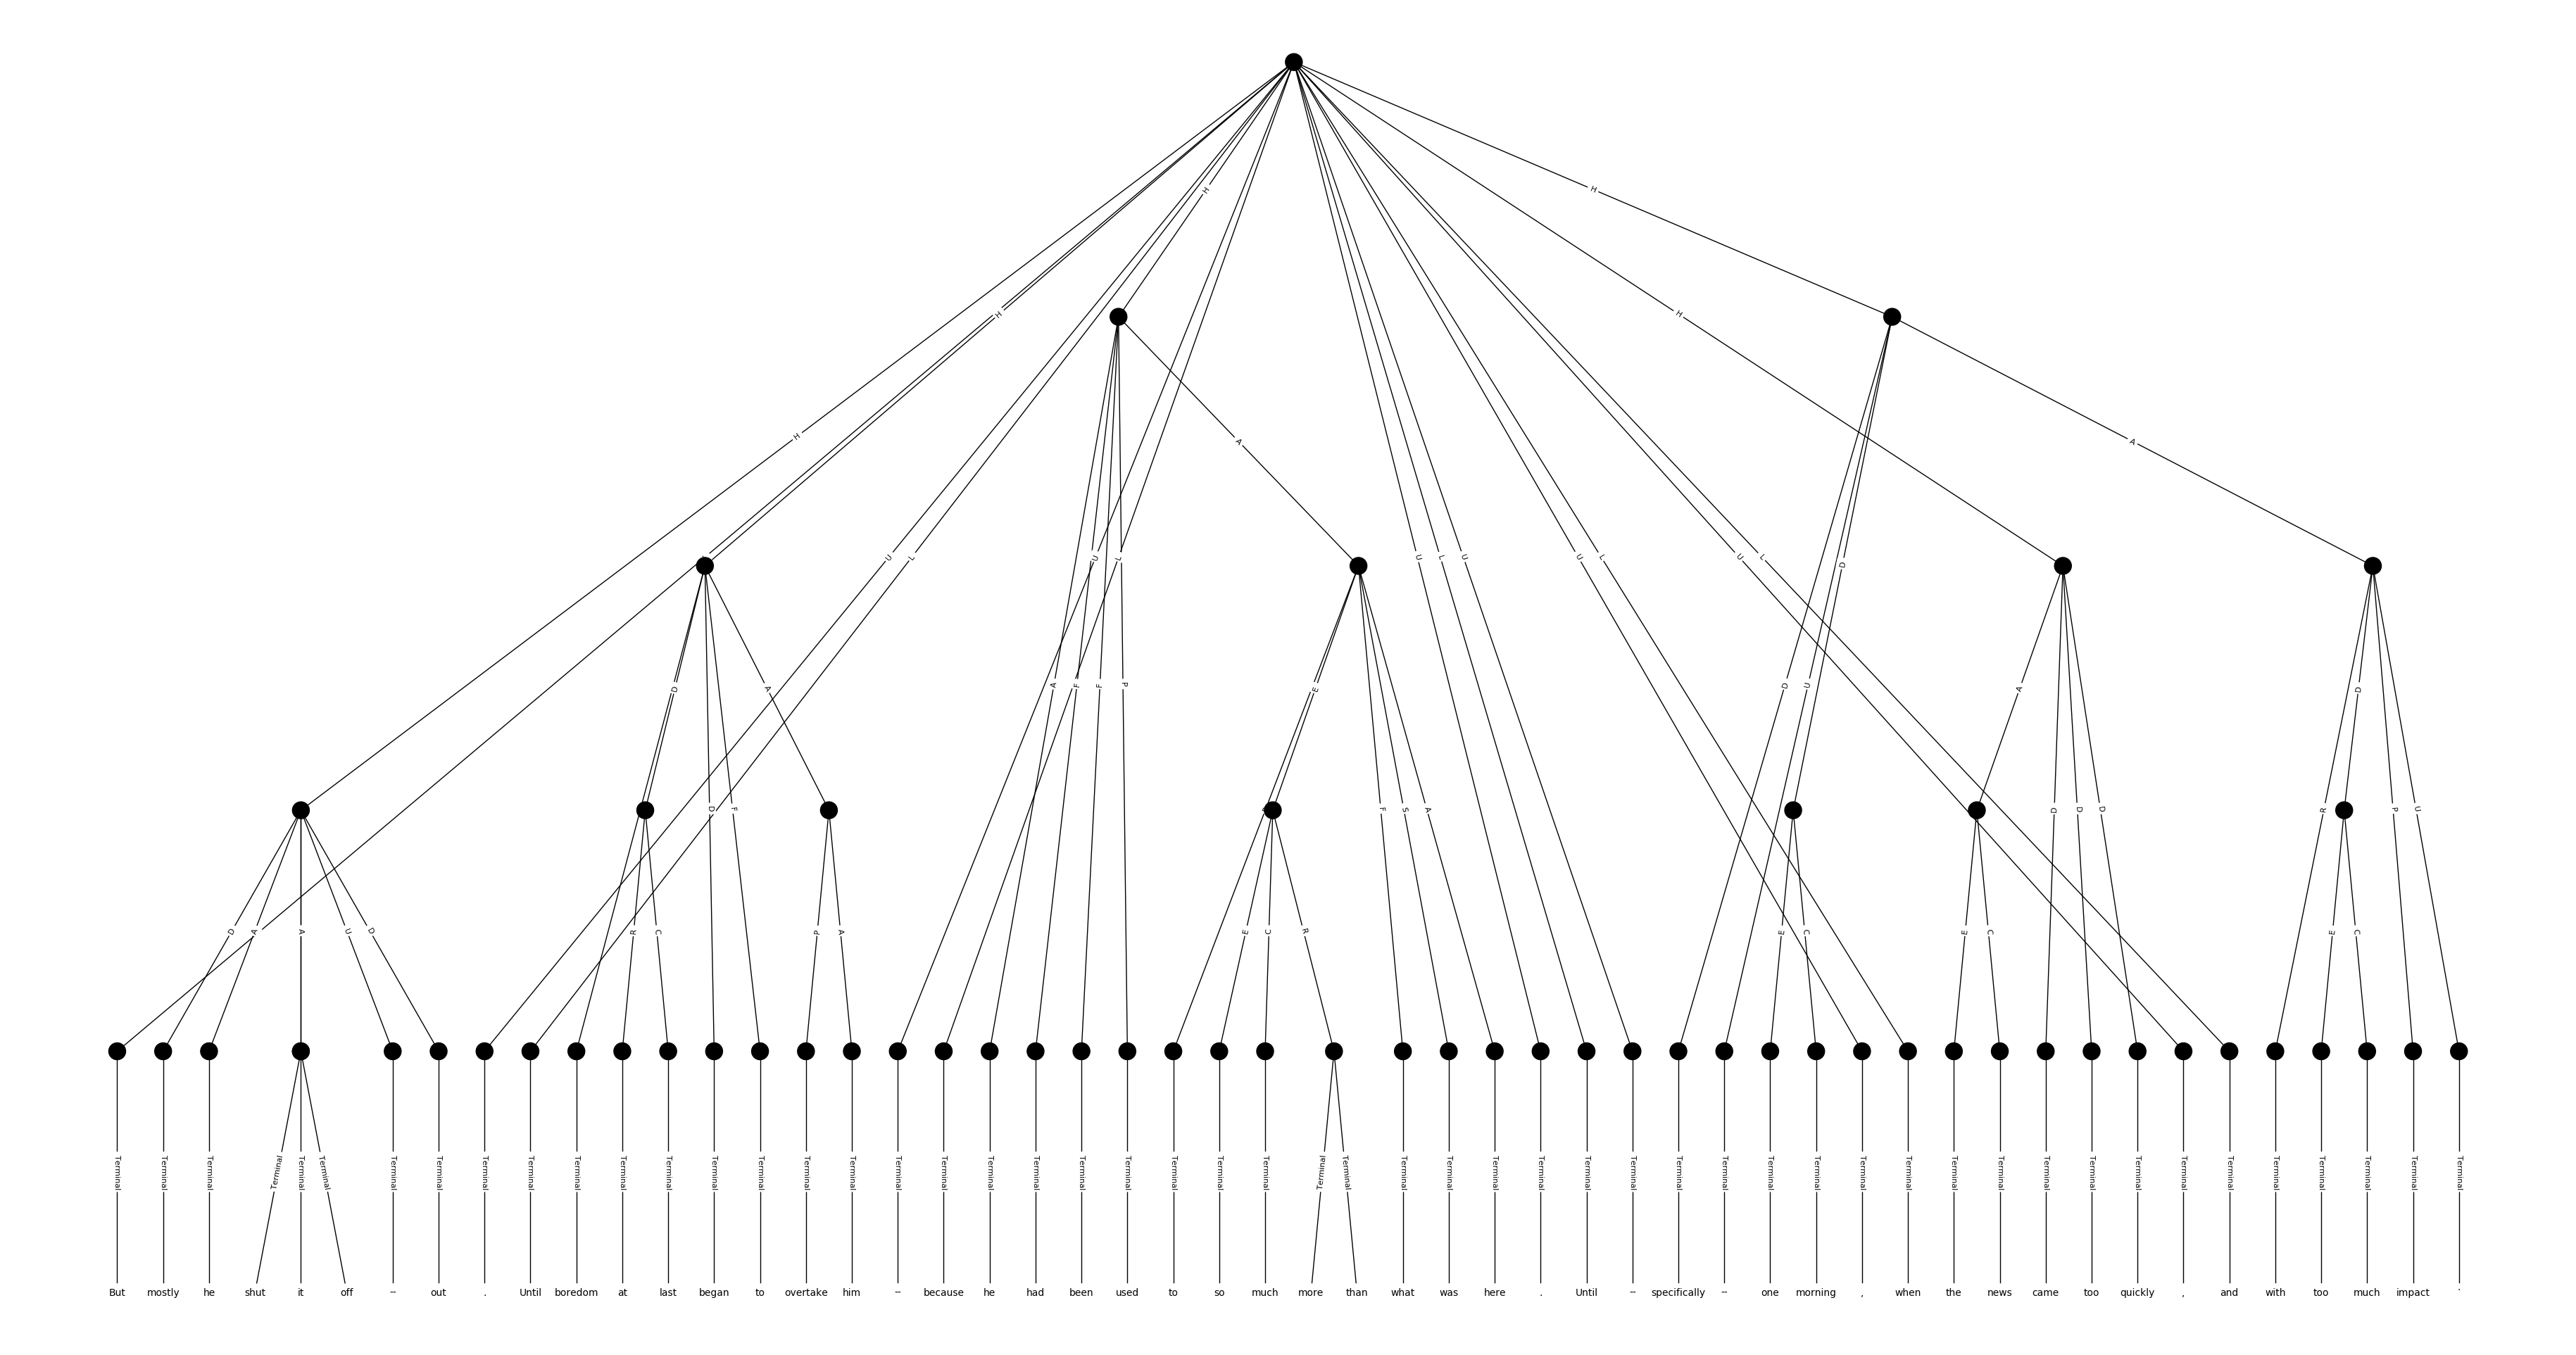 H
H
H
H
H
A
A
H
U
L
U
L
U
L
U
U
L
U
L
D
D
A
A
F
F
P
E
D
U
A
D
D
F
F
S
A
D
D
D
R
P
U
D
A
A
U
D
R
C
P
A
E
C
R
E
C
E
C
E
C
Terminal Terminal Terminal Terminal Terminal Terminal Terminal Terminal Terminal Terminal Terminal Terminal Terminal Terminal Terminal Terminal Terminal Terminal Terminal Terminal Terminal Terminal Terminal Terminal Terminal Terminal Terminal Terminal Terminal Terminal Terminal Terminal Terminal Terminal Terminal Terminal Terminal Terminal Terminal Terminal Terminal Terminal Terminal Terminal Terminal Terminal Terminal Terminal Terminal Terminal Terminal Terminal
But mostly he shut it off -- out . Until boredom at last began to overtake him -- because he had been used to so much more than what was here . Until -- specifically -- one morning , when the news came too quickly , and with too much impact .